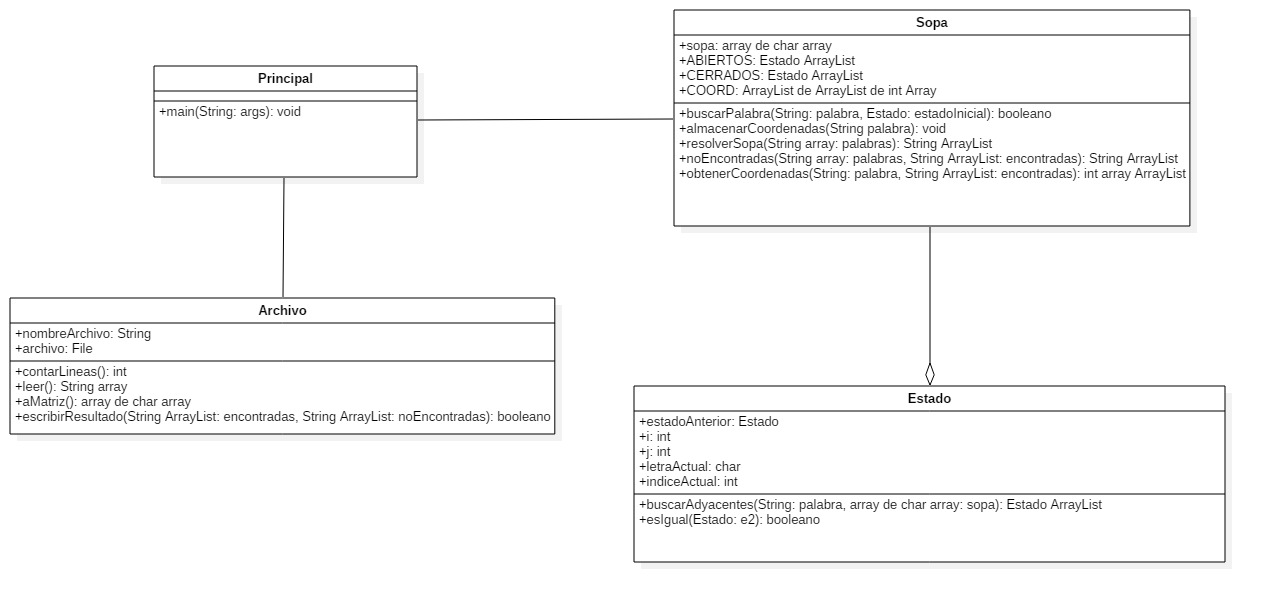 Principal
+main(String: args): void
Sopa
+sopa: array de char array
+ABIERTOS: Estado ArrayList
+CERRADOS: Estado ArrayList
+COORD: ArrayList de ArrayList de int Array
+buscarPalabra(String: palabra, Estado: estadoInicial): booleano
+almacenarCoordenadas(String palabra): void
+resolverSopa(String array: palabras): String ArrayList
+noEncontradas(String array: palabras, String ArrayList: encontradas): String ArrayList
+obtenerCoordenadas(String: palabra, String ArrayList: encontradas): int array ArrayList
Archivo
+nombreArchivo: String
+archivo: File
+contarLineas(): int
+leer(): String array
+aMatriz(): array de char array
+escribirResultado(String ArrayList: encontradas, String ArrayList: noEncontradas): booleano
Estado
+estadoAnterior: Estado
+i: int
+j: int
+letraActual: char
+indiceActual: int
+buscarAdyacentes(String: palabra, array de char array: sopa): Estado ArrayList
+esIgual(Estado: e2): booleano